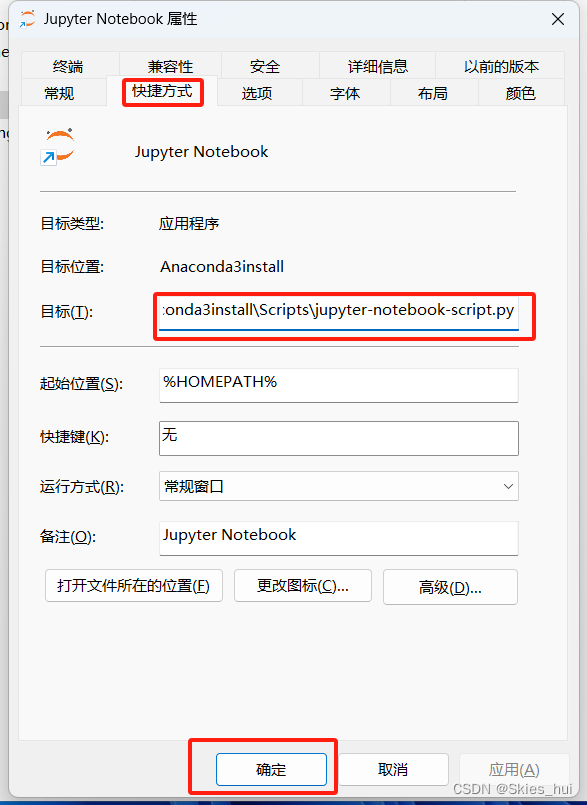 Jupyter Notebook 属性
终端 兼容性 安全 详细信息 以前的版本
常规 快捷方式 选项 字体 布局 颜色
Jupyter Notebook
目标类型: 应用程序
目标位置: Anaconda3install
目标(T): conda3install\Scripts\jupyter-notebook-script.py
起始位置(S): %HOMEPATH%
快捷键(K): 无
运行方式(R): 常规窗口
备注(O): Jupyter Notebook
打开文件所在的位置(F) 更改图标(C)... 高级(D)...
确定 取消 应用(A)
CSDN @Skies_hui